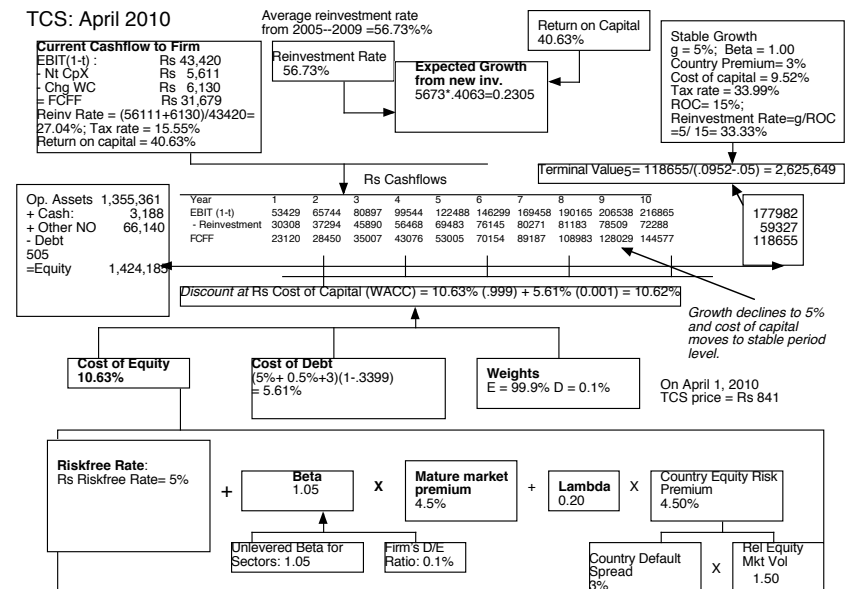 TCS: April 2010
Average reinvestment rate
from 2005--2009 =56.73%%
Return on Capital
40.63%
Stable Growth
g = 5%; Beta = 1.00
Country Premium= 3%
Cost of capital = 9.52%
Tax rate = 33.99%
ROC= 15%;
Reinvestment Rate=g/ROC
=5/ 15= 33.33%
Current Cashflow to Firm
EBIT(1-t) : Rs 43,420
- Nt CpX Rs 5,611
- Chg WC Rs 6,130
= FCFF Rs 31,679
Reinv Rate = (56111+6130)/43420=
27.04%; Tax rate = 15.55%
Return on capital = 40.63%
Reinvestment Rate
56.73%
Expected Growth
from new inv.
5673*.4063=0.2305
Terminal Value5= 118655/(.0952-.05) = 2,625,649
Rs Cashflows
Op. Assets 1,355,361
+ Cash: 3,188
+ Other NO 66,140
- Debt
505
=Equity 1,424,185
Year 1 2 3 4 5 6 7 8 9 10
EBIT (1-t) 53429 65744 80897 99544 122488 146299 169458 190165 206538 216865
- Reinvestment 30308 37294 45890 56468 69483 76145 80271 81183 78509 72288
FCFF 23120 28450 35007 43076 53005 70154 89187 108983 128029 144577
177982
59327
118655
Discount at Rs Cost of Capital (WACC) = 10.63% (.999) + 5.61% (0.001) = 10.62%
Growth declines to 5%
and cost of capital
moves to stable period
level.
Cost of Equity
10.63%
Cost of Debt
(5%+ 0.5%+3)(1-.3399)
= 5.61%
Weights
E = 99.9% D = 0.1%
On April 1, 2010
TCS price = Rs 841
Riskfree Rate:
Rs Riskfree Rate= 5%
+
Beta
1.05
X
Mature market
premium
4.5%
+
Lambda
0.20
X
Country Equity Risk
Premium
4.50%
Unlevered Beta for
Sectors: 1.05
Firm's D/E
Ratio: 0.1%
Country Default
Spread
3%
X
Rel Equity
Mkt Vol
1.50